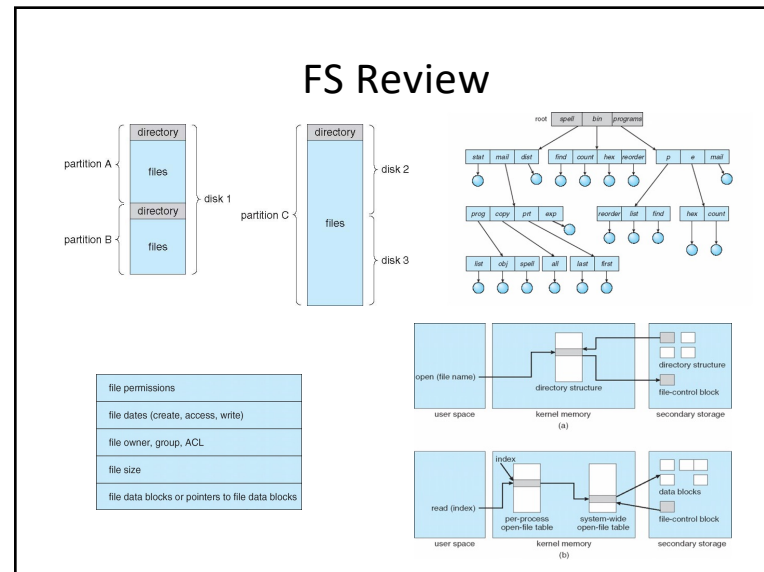 FS Review
directory
partition A
files
disk 1
directory
partition B
files
directory
disk 2
partition C
files
disk 3
root
spell bin programs
stat mail dist
find count hex reorder
p e mail
prog copy prt exp
reorder list find
hex count
list obj spell
all
last first
file permissions
file dates (create, access, write)
file owner, group, ACL
file size
file data blocks or pointers to file data blocks
open (file name)
directory structure
directory structure
file-control block
user space
kernel memory
secondary storage
(a)
index
read (index)
per-process
open-file table
system-wide
open-file table
data blocks
file-control block
user space
kernel memory
secondary storage
(b)